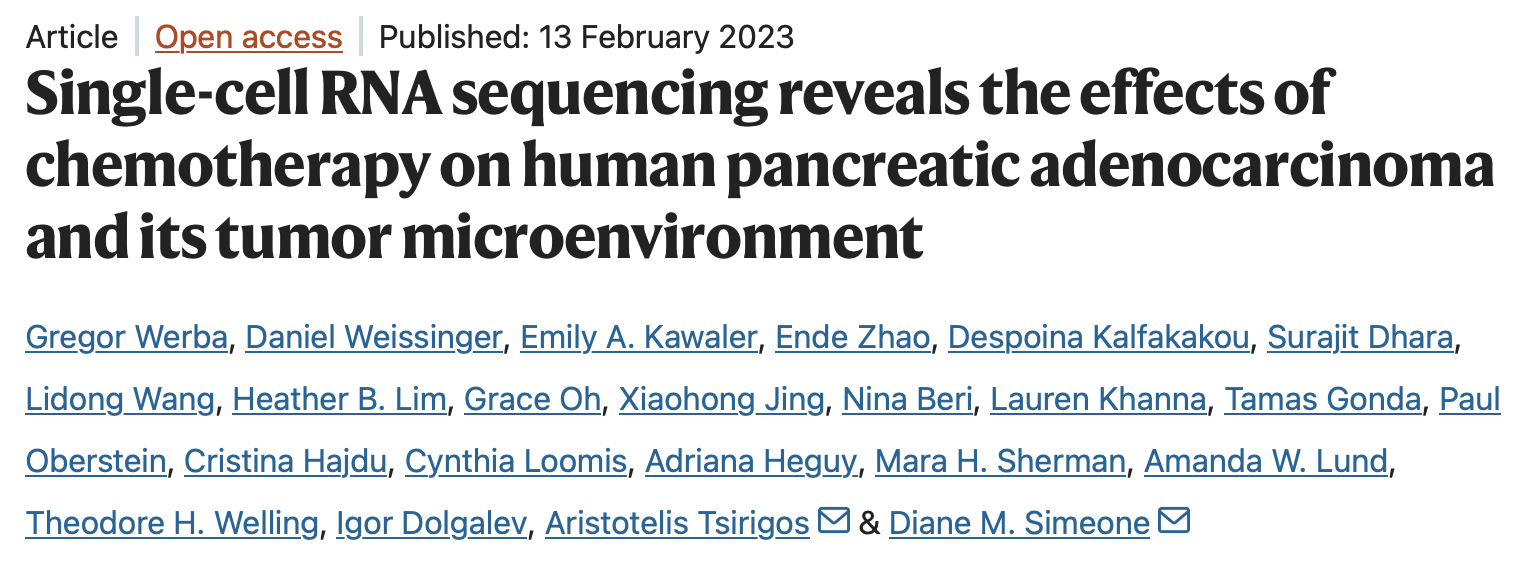 Article | Open access | Published: 13 February 2023
Single-cell RNA sequencing reveals the effects of
chemotherapy on human pancreatic adenocarcinoma
and its tumor microenvironment
Gregor Werba, Daniel Weissinger, Emily A. Kawaler, Ende Zhao, Despoina Kalfakakou, Surajit Dhara,
Lidong Wang, Heather B. Lim, Grace Oh, Xiaohong Jing, Nina Beri, Lauren Khanna, Tamas Gonda, Paul
Oberstein, Cristina Hajdu, Cynthia Loomis, Adriana Heguy, Mara H. Sherman, Amanda W. Lund,
Theodore H. Welling, Igor Dolgalev, Aristotelis Tsirigos & Diane M. Simeone